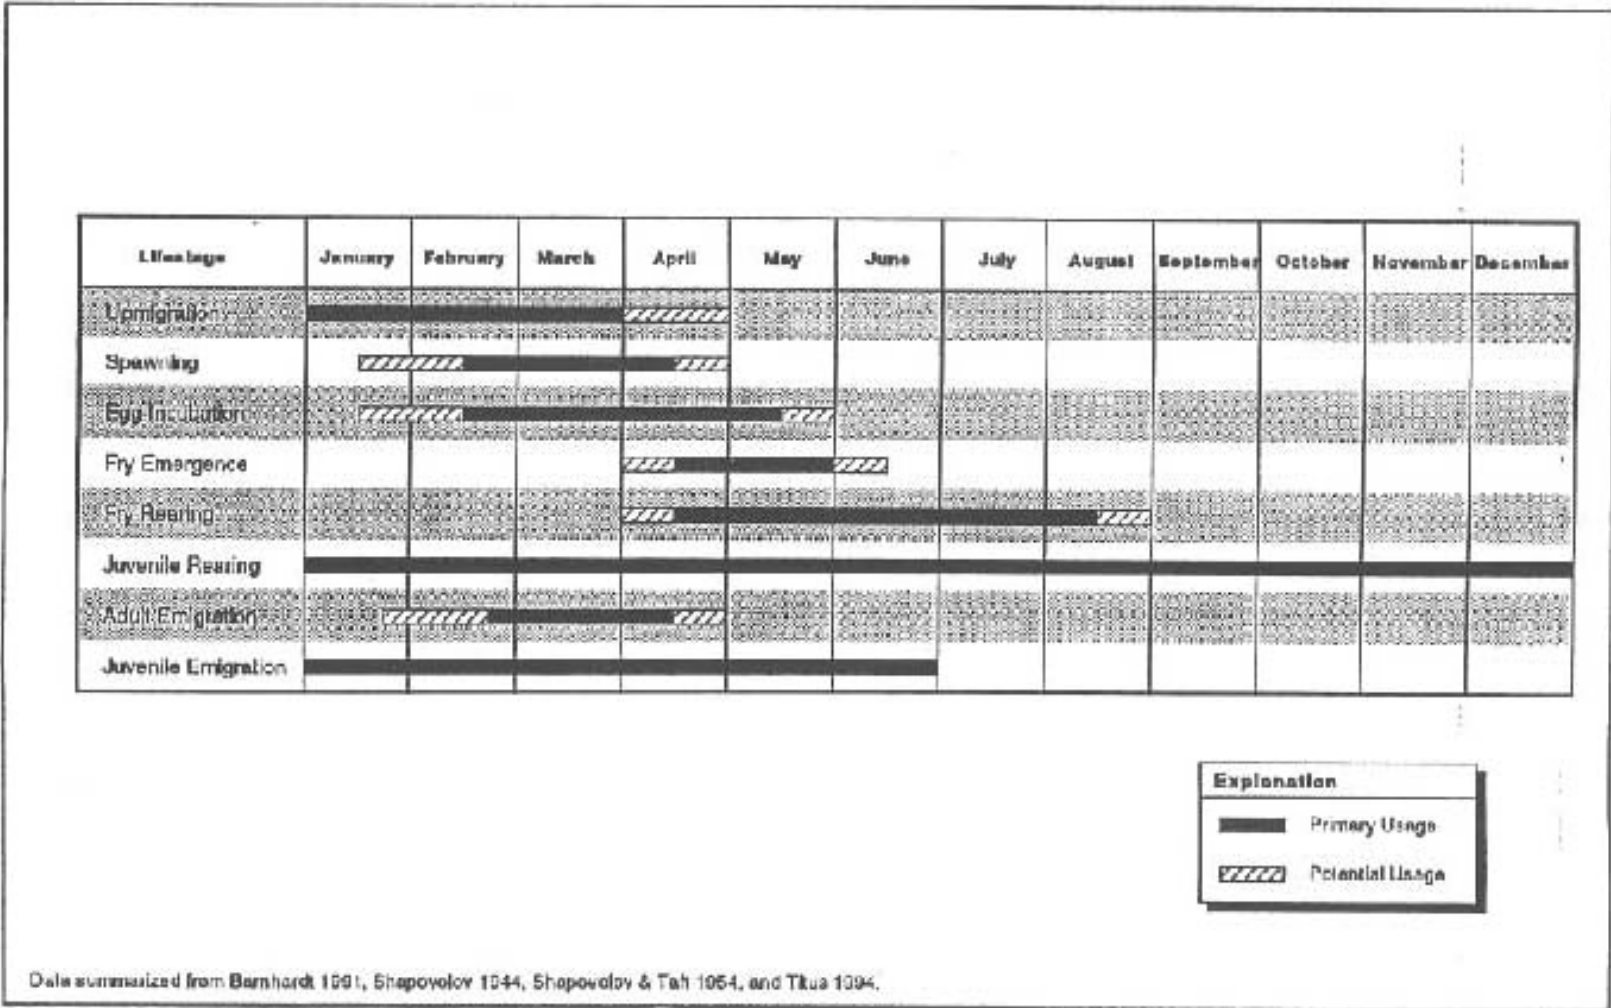 Lifestage January February March April May June July August September October November December
Upmigration
Spawning
Egg Incubation
Fry Emergence
Fry Rearing
Juvenile Rearing
Adult Emigration
Juvenile Emigration
Explanation
Primary Usage
Potential Usage
Data summarized from Barnhardt 1991, Shapovolov 1944, Shapovolov & Taft 1954, and Titus 1994.